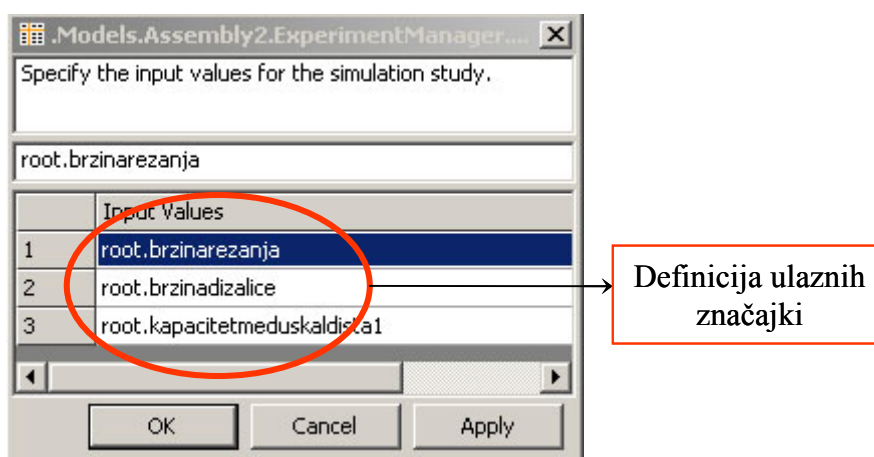 .Models.Assembly2.ExperimentManager....
Specify the input values for the simulation study.
root.brzinarezanja
Input Values
1 root.brzinarezanja
2 root.brzinadizalice
3 root.kapacitetmeduskaldista1
Definicija ulaznih
značajki
OK Cancel Apply